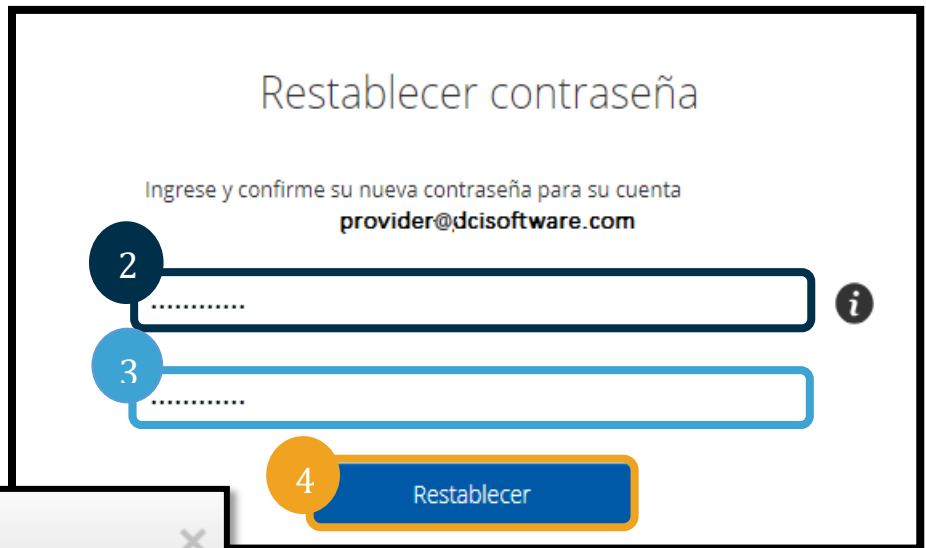 Restablecer contraseña
Ingrese y confirme su nueva contraseña para su cuenta
provider@dcisoftware.com
2
............
i
3
............
4
Restablecer
×